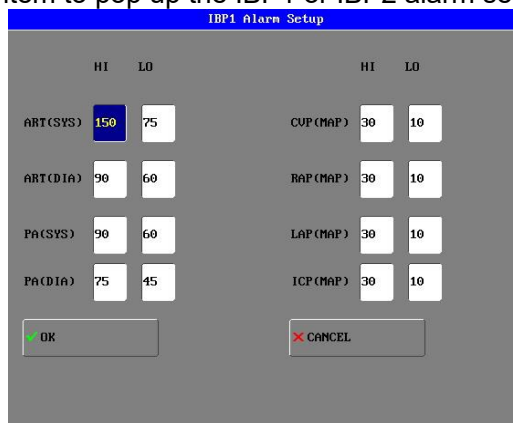 item to pop up the IBP1 or IBP2 alarm se
IBP1 Alarm Setup
HI LO HI LO
ART(SYS) 150 75 CVP(MAP) 30 10
ART(DIA) 90 60 RAP(MAP) 30 10
PA(SYS) 90 60 LAP(MAP) 30 10
PA(DIA) 75 45 ICP(MAP) 30 10
OK CANCEL